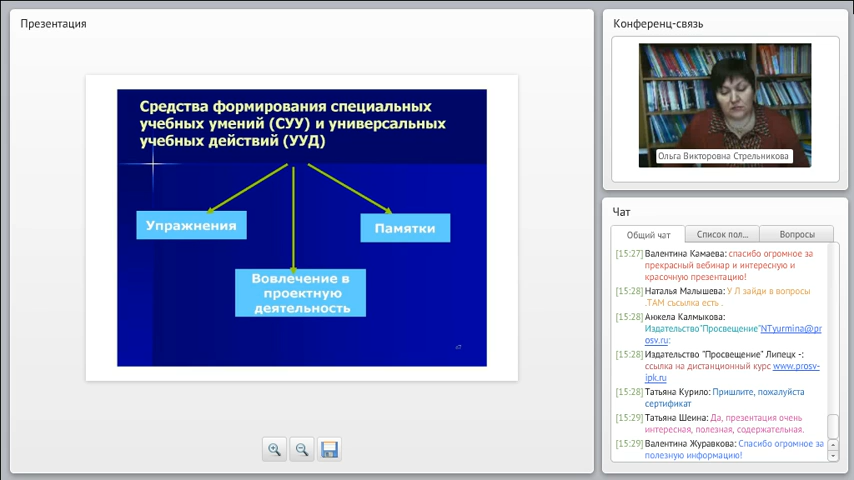 Презентация
Средства формирования специальных
учебных умений (СУУ) и универсальных
учебных действий (УУД)
Упражнения
Памятки
Вовлечение в
проектную
деятельность
Конференц-связь
Ольга Викторовна Стрельникова
Чат
Общий чат
Список пол...
Вопросы
[15:27] Валентина Камаева: спасибо огромное за
прекрасный вебинар и интересную и
красочную презентацию!
[15:28] Наталья Малышева: У Л зайди в вопросы
.ТАМ съсылка есть .
[15:28] Анжела Калмыкова:
Издательство"Просвещение"NTyurmina@pr
osv.ru;
[15:28] Издательство "Просвещение" Липецк -:
ссылка на дистанционный курс www.prosv-
ipk.ru
[15:28] Татьяна Курило: Пришлите, пожалуйста
сертификат
[15:29] Татьяна Шеина: Да, презентация очень
интересная, полезная, содержательная.
[15:29] Валентина Журавкова: Спасибо огромное за
полезную информацию!